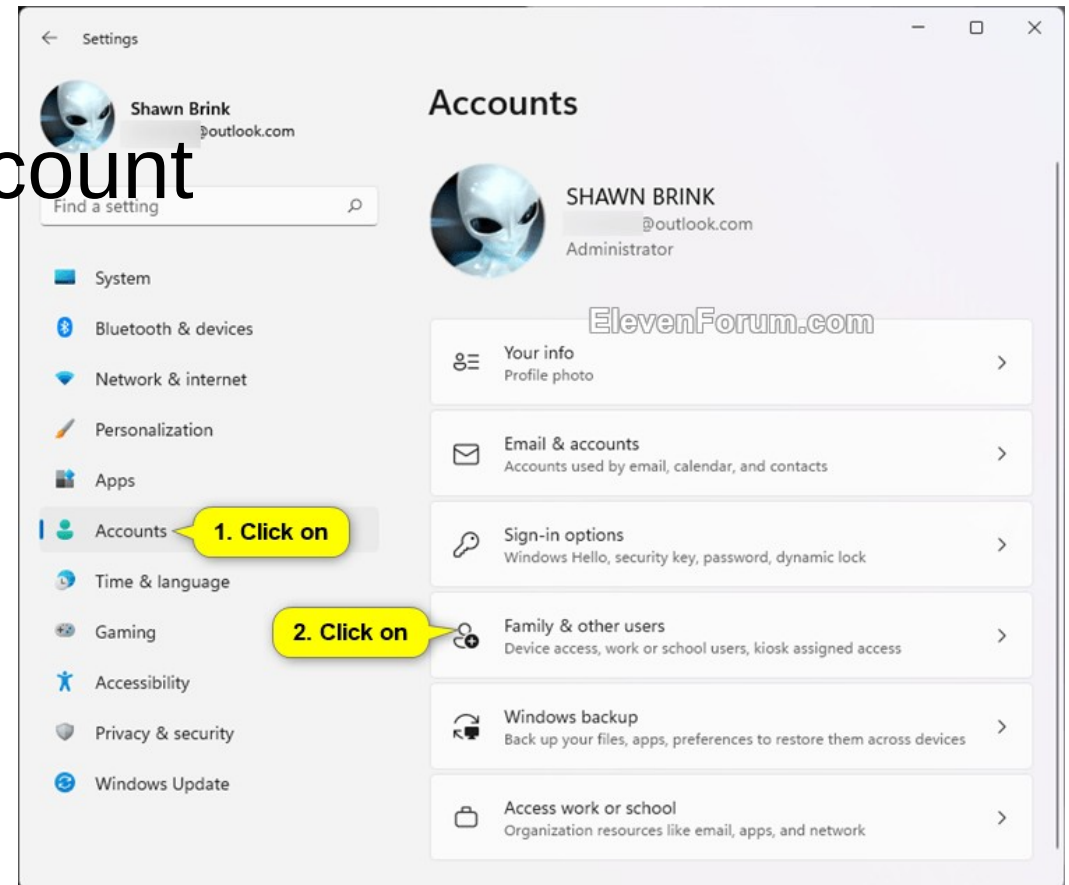 Settings
Shawn Brink
@outlook.com
count
Find a setting
System
Bluetooth & devices
Network & internet
Personalization
Apps
Accounts
1. Click on
Time & language
Gaming
2. Click on
Accessibility
Privacy & security
Windows Update
Accounts
SHAWN BRINK
@outlook.com
Administrator
ElevenForum.com
Your info
Profile photo
Email & accounts
Accounts used by email, calendar, and contacts
Sign-in options
Windows Hello, security key, password, dynamic lock
Family & other users
Device access, work or school users, kiosk assigned access
Windows backup
Back up your files, apps, preferences to restore them across devices
Access work or school
Organization resources like email, apps, and network